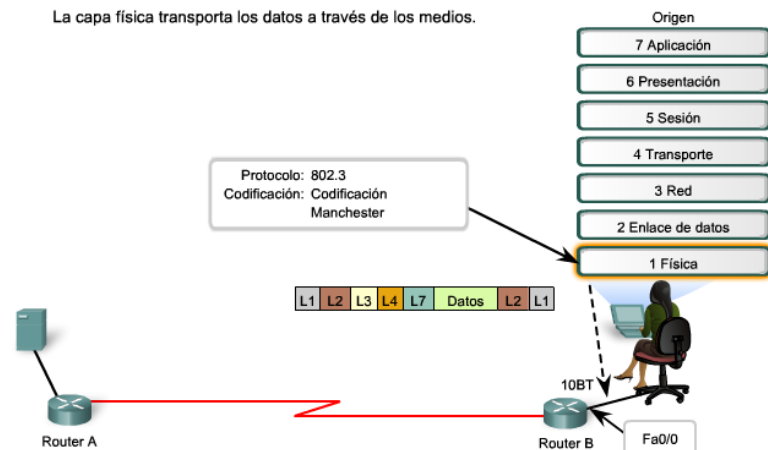 La capa física transporta los datos a través de los medios.
Origen
7 Aplicación
6 Presentación
5 Sesión
4 Transporte
3 Red
2 Enlace de datos
1 Física
Protocolo: 802.3
Codificación: Codificación
Manchester
L1 L2 L3 L4 L7 Datos L2 L1
10BT
Router A
Router B
Fa0/0